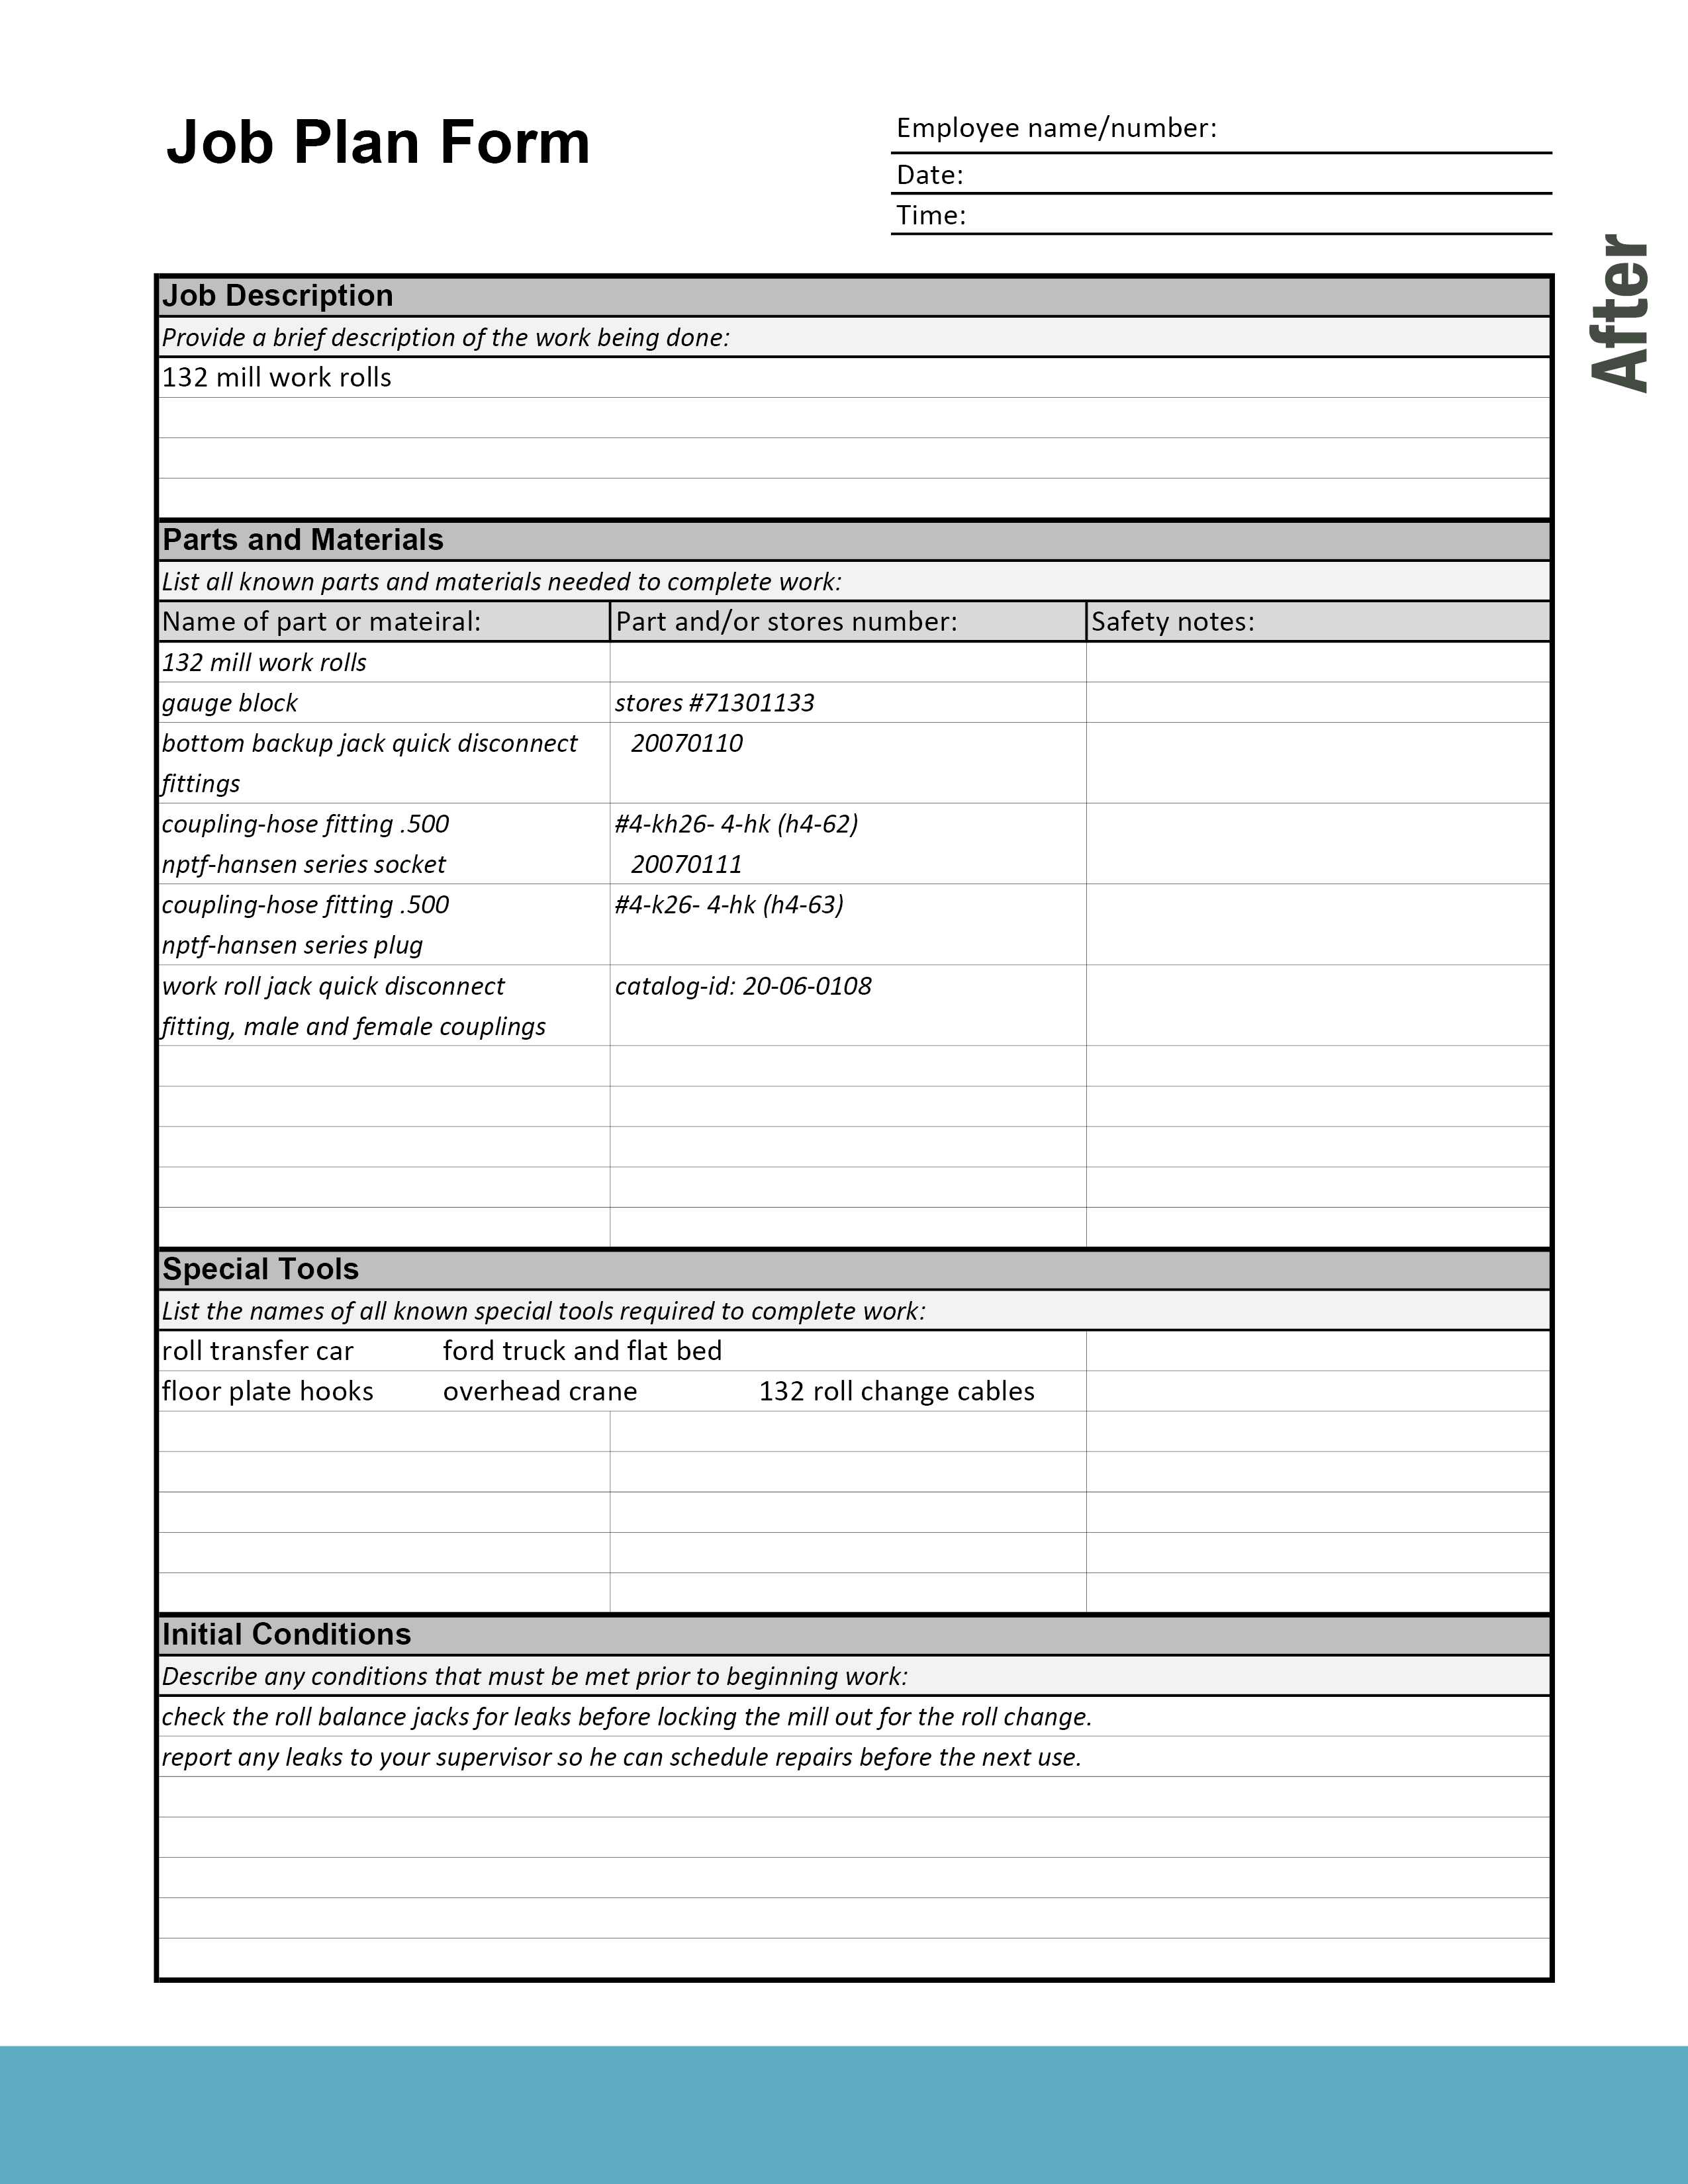 Job Plan Form
Employee name/number:
Date:
Time:
After
Job Description
Provide a brief description of the work being done:
132 mill work rolls
Parts and Materials
List all known parts and materials needed to complete work:
Name of part or mateiral: Part and/or stores number: Safety notes:
132 mill work rolls
gauge block stores #71301133
bottom backup jack quick disconnect 20070110
fittings
coupling-hose fitting .500 #4-kh26- 4-hk (h4-62)
nptf-hansen series socket 20070111
coupling-hose fitting .500 #4-k26- 4-hk (h4-63)
nptf-hansen series plug
work roll jack quick disconnect catalog-id: 20-06-0108
fitting, male and female couplings
Special Tools
List the names of all known special tools required to complete work:
roll transfer car ford truck and flat bed
floor plate hooks overhead crane 132 roll change cables
Initial Conditions
Describe any conditions that must be met prior to beginning work:
check the roll balance jacks for leaks before locking the mill out for the roll change.
report any leaks to your supervisor so he can schedule repairs before the next use.